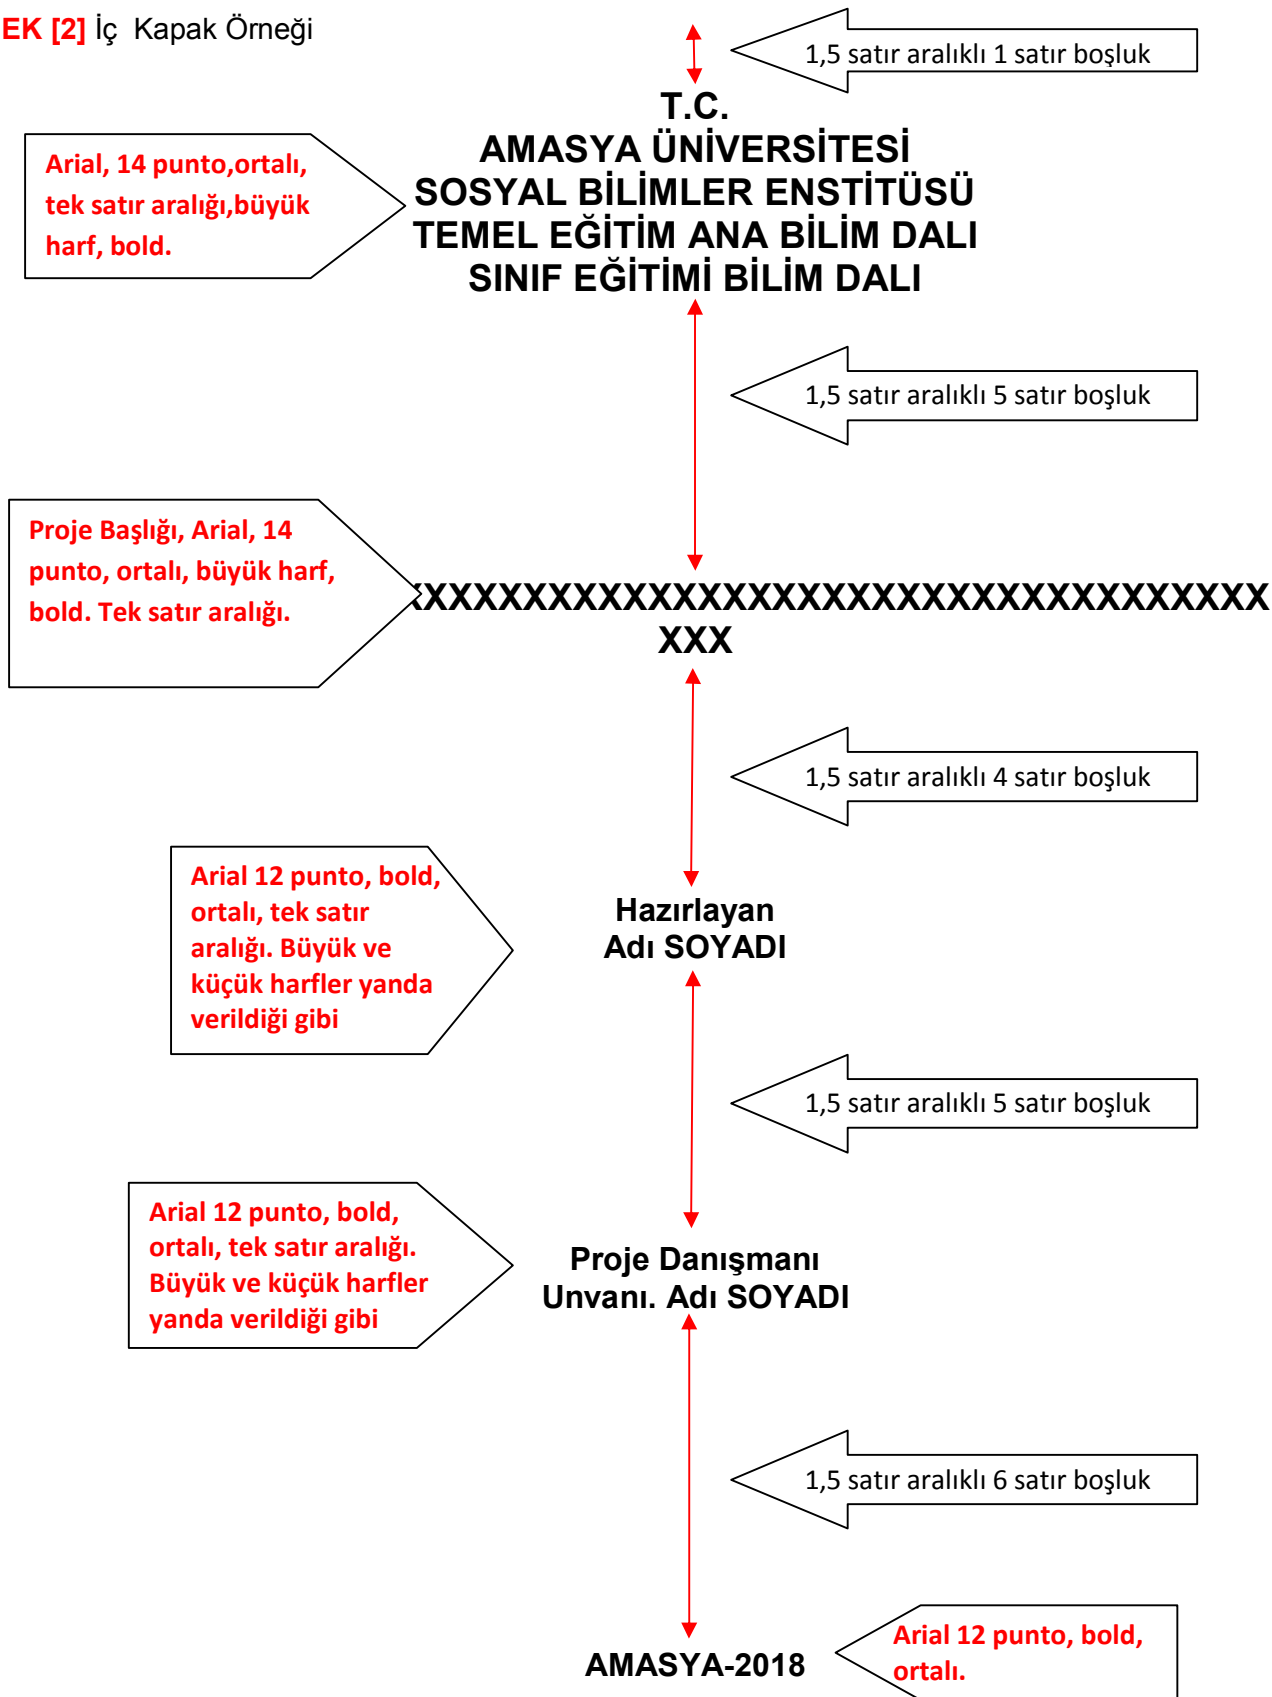 EK [2] İç Kapak Örneği
1,5 satır aralıklı 1 satır boşluk
T.C.
AMASYA ÜNİVERSİTESİ
SOSYAL BİLİMLER ENSTİTÜSÜ
TEMEL EĞİTİM ANA BİLİM DALI
SINIF EĞİTİMİ BİLİM DALI
Arial, 14 punto,ortalı,
tek satır aralığı,büyük
harf, bold.
1,5 satır aralıklı 5 satır boşluk
Proje Başlığı, Arial, 14
punto, ortalı, büyük harf,
bold. Tek satır aralığı.
XXXXXXXXXXXXXXXXXXXXXXXXXXXXXXXXXX
XXX
1,5 satır aralıklı 4 satır boşluk
Arial 12 punto, bold,
ortalı, tek satır
aralığı. Büyük ve
küçük harfler yanda
verildiği gibi
Hazırlayan
Adı SOYADI
1,5 satır aralıklı 5 satır boşluk
Arial 12 punto, bold,
ortalı, tek satır aralığı.
Büyük ve küçük harfler
yanda verildiği gibi
Proje Danışmanı
Unvanı. Adı SOYADI
1,5 satır aralıklı 6 satır boşluk
AMASYA-2018
Arial 12 punto, bold,
ortalı.